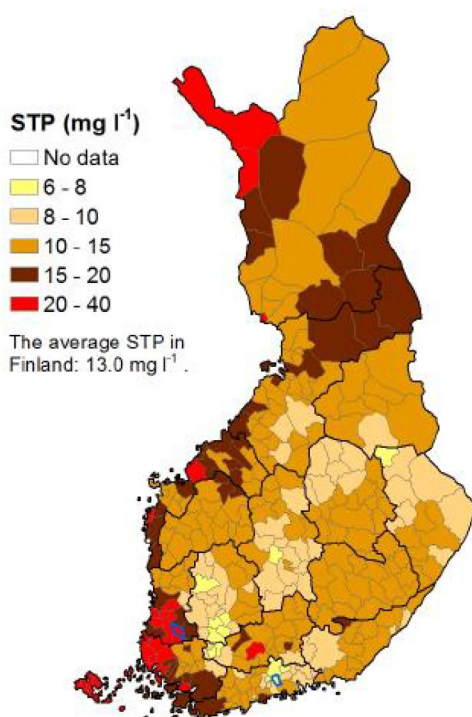 STP (mg l⁻¹)
No data
6 - 8
8 - 10
10 - 15
15 - 20
20 - 40
The average STP in
Finland: 13.0 mg l⁻¹ .